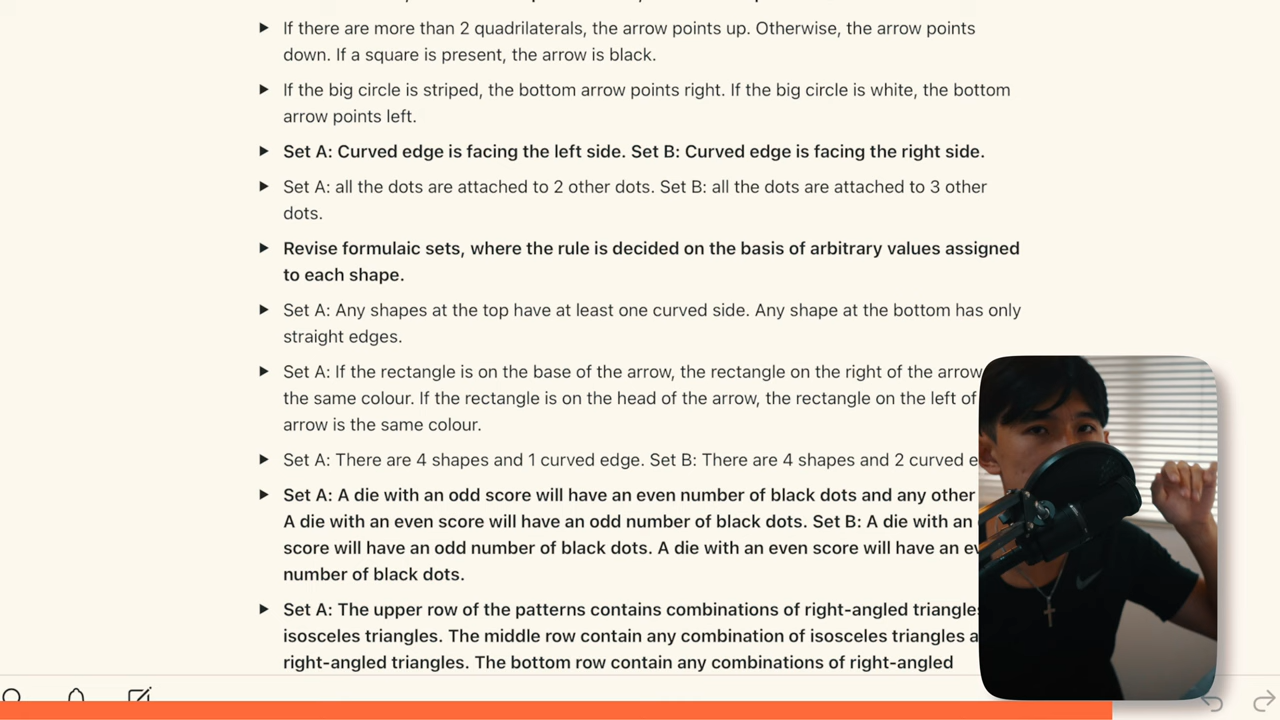 If there are more than 2 quadrilaterals, the arrow points up. Otherwise, the arrow points
down. If a square is present, the arrow is black.
If the big circle is striped, the bottom arrow points right. If the big circle is white, the bottom
arrow points left.
Set A: Curved edge is facing the left side. Set B: Curved edge is facing the right side.
Set A: all the dots are attached to 2 other dots. Set B: all the dots are attached to 3 other
dots.
Revise formulaic sets, where the rule is decided on the basis of arbitrary values assigned
to each shape.
Set A: Any shapes at the top have at least one curved side. Any shape at the bottom has only
straight edges.
Set A: If the rectangle is on the base of the arrow, the rectangle on the right of the arrow
the same colour. If the rectangle is on the head of the arrow, the rectangle on the left of
arrow is the same colour.
Set A: There are 4 shapes and 1 curved edge. Set B: There are 4 shapes and 2 curved
Set A: A die with an odd score will have an even number of black dots and any other
A die with an even score will have an odd number of black dots. Set B: A die with an
score will have an odd number of black dots. A die with an even score will have an
number of black dots.
Set A: The upper row of the patterns contains combinations of right-angled
isosceles triangles. The middle row contain any combination of isosceles triangles
right-angled triangles. The bottom row contain any combinations of right-angled